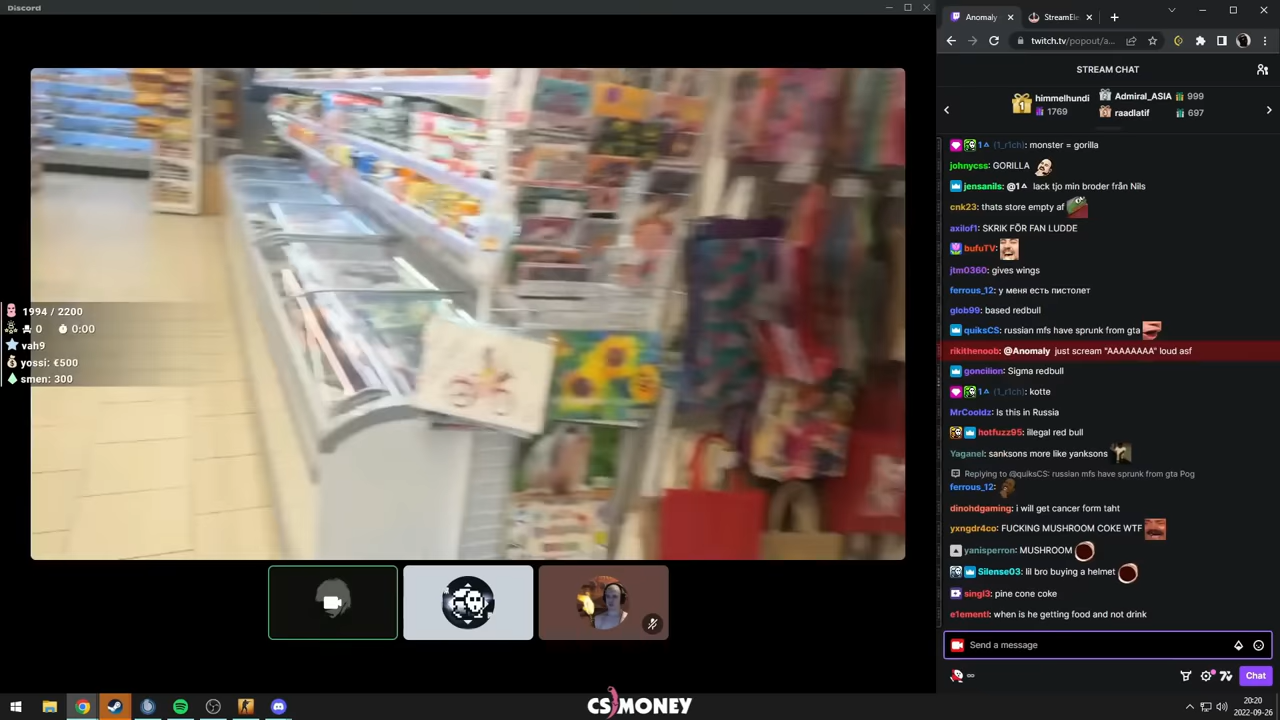 Discord
1994 / 2200
0 0:00
vah9
yossi: €500
smen: 300
CS MONEY
Anomaly
StreamEle
twitch.tv/popout/a...
STREAM CHAT
himmelhundi
1769
Admiral_ASIA 999
raadlatif 697
1 (1_r1ch): monster = gorilla
johnycss: GORILLA
jensanils: @1 lack tjo min broder från Nils
cnk23: thats store empty af
axilof1: SKRIK FÖR FAN LUDDE
bufuTV:
jtm0360: gives wings
ferrous_12: у меня есть пистолет
glob99: based redbull
quiksCS: russian mfs have sprunk from gta
rikithenoob: @Anomaly just scream "AAAAAAAA" loud asf
goncilion: Sigma redbull
1 (1_r1ch): kotte
MrCooldz: Is this in Russia
hotfuzz95: illegal red bull
Yaganel: sanksons more like yanksons
Replying to @quiksCS: russian mfs have sprunk from gta Pog
ferrous_12:
dinohdgaming: i will get cancer form taht
yxngdr4co: FUCKING MUSHROOM COKE WTF
yanisperron: MUSHROOM
Silense03: lil bro buying a helmet
singl3: pine cone coke
e1ementi: when is he getting food and not drink
Send a message
Chat
20:20
2022-09-26